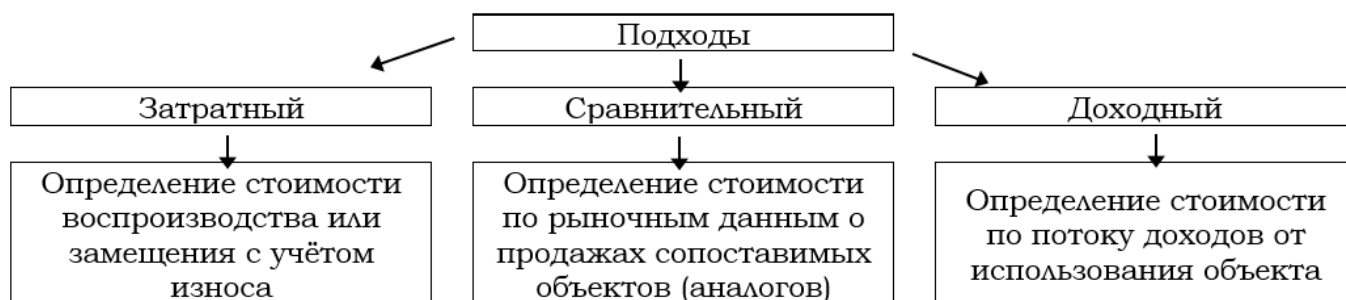 Подходы
Затратный
Сравнительный
Доходный
Определение стоимости
воспроизводства или
замещения с учётом
износа
Определение стоимости
по рыночным данным о
продажах сопоставимых
объектов (аналогов)
Определение стоимости
по потоку доходов от
использования объекта